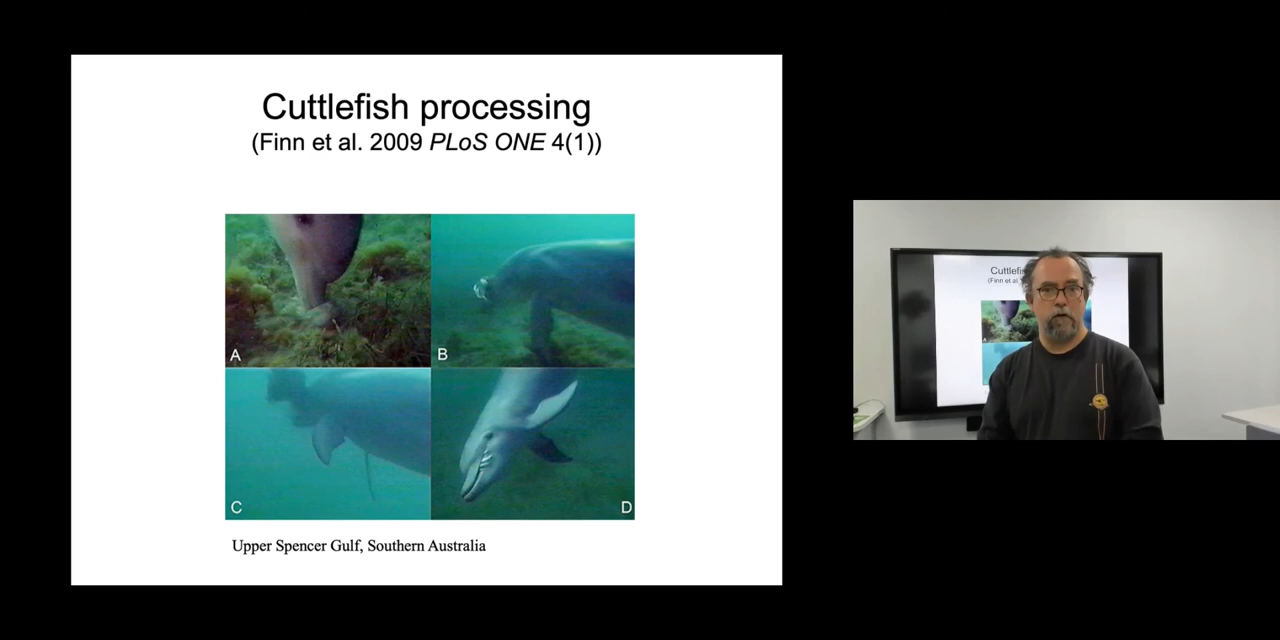 Cuttlefish processing
(Finn et al. 2009 PLoS ONE 4(1))
A
B
C
D
Upper Spencer Gulf, Southern Australia